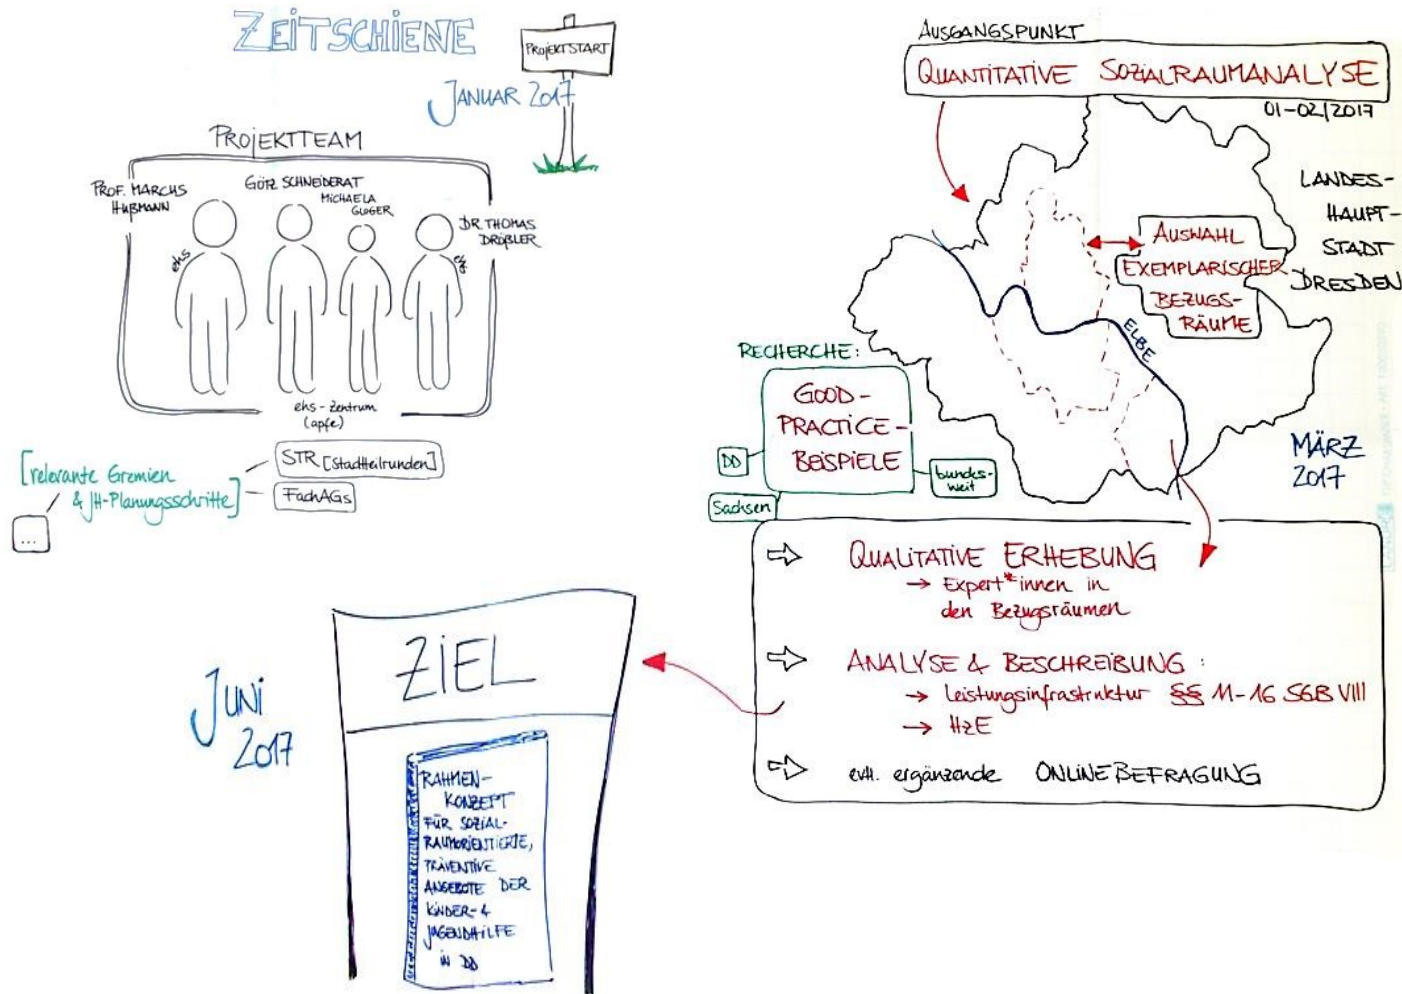 ZEITSCHIENE
PROJEKTSTART
JANUAR 2017
PROJEKTTEAM
PROF. MARCUS
HUßMANN
GÖTZ SCHNEIDERAT
MICHAELA
GLOGER
DR. THOMAS
DRÖßLER
ehs
ehs
ehs-Zentrum
(apfe)
[relevante Gremien
& JH-Planungsschritte]
STR [Stadtteilrunden]
FachAGs
...
AUSGANGSPUNKT
QUANTITATIVE SOZIALRAUMANALYSE
01-02/2017
LANDES-
HAUPT-
STADT
DRESDEN
AUSWAHL
EXEMPLARISCHER
BEZUGS-
RÄUME
ELBE
RECHERCHE:
GOOD-
PRACTICE-
BEISPIELE
DD
Sachsen
bundes-
weit
MÄRZ
2017
⇨ QUALITATIVE ERHEBUNG
→ Expert*innen in
den Bezugsräumen
⇨ ANALYSE & BESCHREIBUNG:
→ Leistungsinfrastruktur §§ 11-16 SGB VIII
→ HzE
⇨ evtl. ergänzende ONLINEBEFRAGUNG
JUNI
2017
ZIEL
RAHMEN-
KONZEPT
FÜR SOZIAL-
RAUMORIENTIERTE,
PRÄVENTIVE
ANGEBOTE DER
KINDER- &
JUGENDHILFE
IN DD